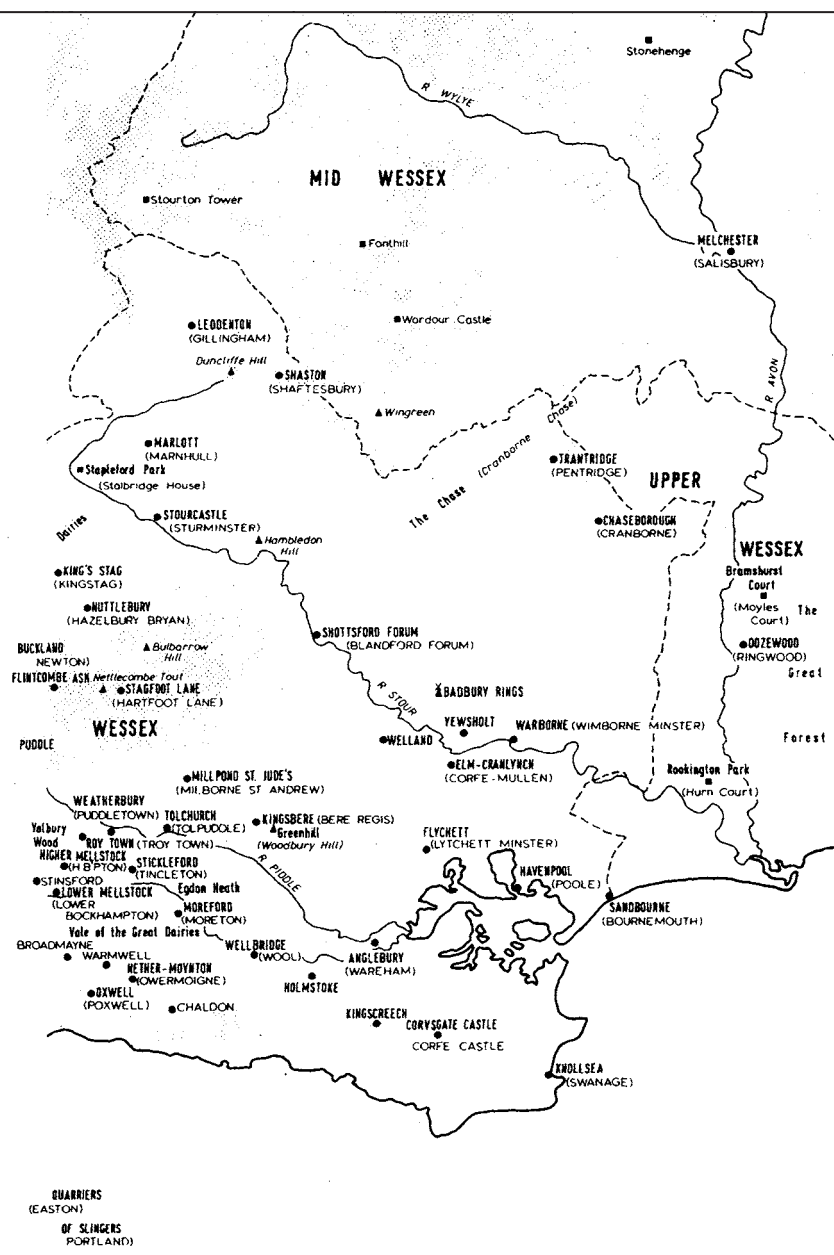 Stonehenge
R WYLYE
MID WESSEX
Stourton Tower
Fonthill
MELCHESTER
(SALISBURY)
Wardour Castle
LEDDENTON
(GILLINGHAM)
Duncliffe Hill
SHASTON
(SHAFTESBURY)
R AVON
Wingreen
The Chase (Cranborne Chase)
MARLOTT
(MARNHULL)
Stapleford Park
(Stalbridge House)
TRANTRIDGE
(PENTRIDGE)
UPPER
WESSEX
STOURCASTLE
(STURMINSTER)
Dairies
Hambledon
Hill
CHASEBOROUGH
(CRANBORNE)
KING'S STAG
(KINGSTAG)
Bramshurst
Court
(Moyles
Court)
The
Great
Forest
NUTTLEBURY
(HAZELBURY BRYAN)
SHOTTSFORD FORUM
(BLANDFORD FORUM)
OOZEWOOD
(RINGWOOD)
BUCKLAND
NEWTON)
Bulbarrow
Hill
FLINTCOMBE ASH
Nettlecombe Tout
STAGFOOT LANE
(HARTFOOT LANE)
R STOUR
BADBURY RINGS
WESSEX
PUDDLE
YEWSHOLT
WELLAND
WARBORNE (WIMBORNE MINSTER)
ELM-CRANLYNCH
(CORFE-MULLEN)
Rookington Park
(Hurn Court)
MILLPOND ST. JUDE'S
(MILBORNE ST ANDREW)
WEATHERBURY
(PUDDLETOWN)
TOLCHURCH
(TOLPUDDLE)
KINGSBERE (BERE REGIS)
Greenhill
(Woodbury Hill)
Yalbury
Wood
ROY TOWN (TROY TOWN)
FLYCHETT
(LYTCHETT MINSTER)
HIGHER MELLSTOCK
(H B'PTON)
STICKLEFORD
(TINCLETON)
R PIDDLE
STINSFORD
LOWER MELLSTOCK
(LOWER
BOCKHAMPTON)
Egdon Heath
MOREFORD
(MORETON)
HAVENPOOL
(POOLE)
SANDBOURNE
(BOURNEMOUTH)
Vale of the Great Dairies
BROADMAYNE
WARMWELL
WELLBRIDGE
(WOOL)
ANGLEBURY
(WAREHAM)
NETHER-MOYNTON
(OWERMOIGNE)
HOLMSTOKE
OXWELL
(POXWELL)
CHALDON
KINGSCREECH
CORVSGATE CASTLE
CORFE CASTLE
KNOLLSEA
(SWANAGE)
QUARRIERS
(EASTON)
OF SLINGERS
PORTLAND)